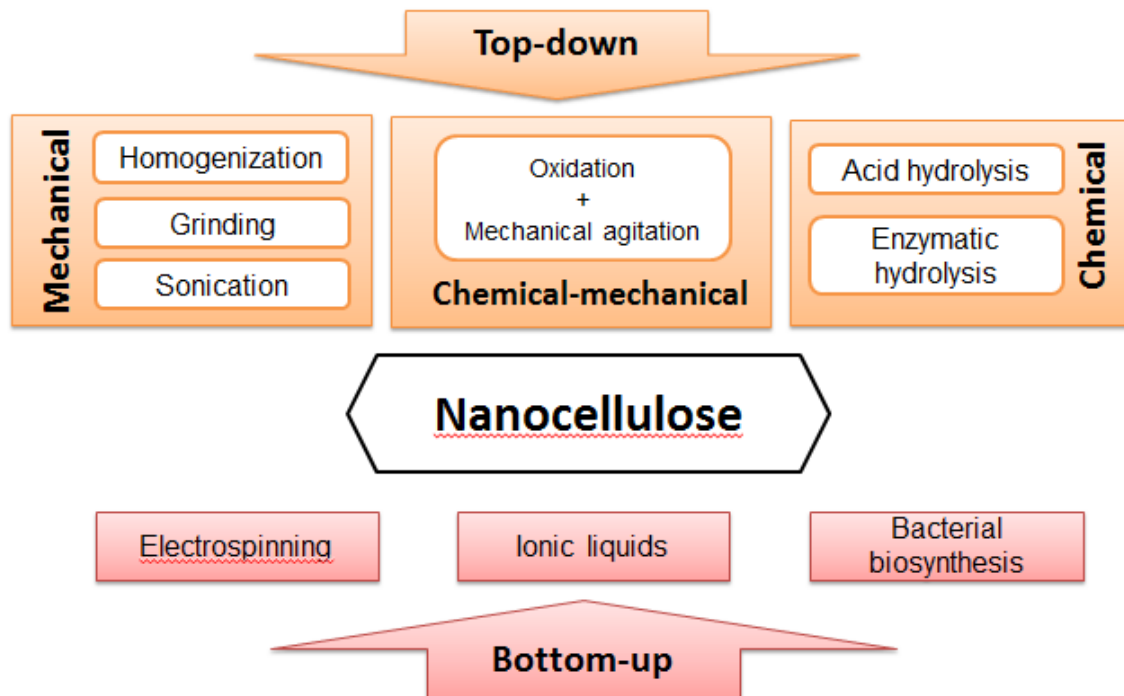 Top-down
Mechanical
Homogenization
Grinding
Sonication
Oxidation
+
Mechanical agitation
Chemical-mechanical
Acid hydrolysis
Enzymatic
hydrolysis
Chemical
Nanocellulose
Electrospinning
Ionic liquids
Bacterial
biosynthesis
Bottom-up